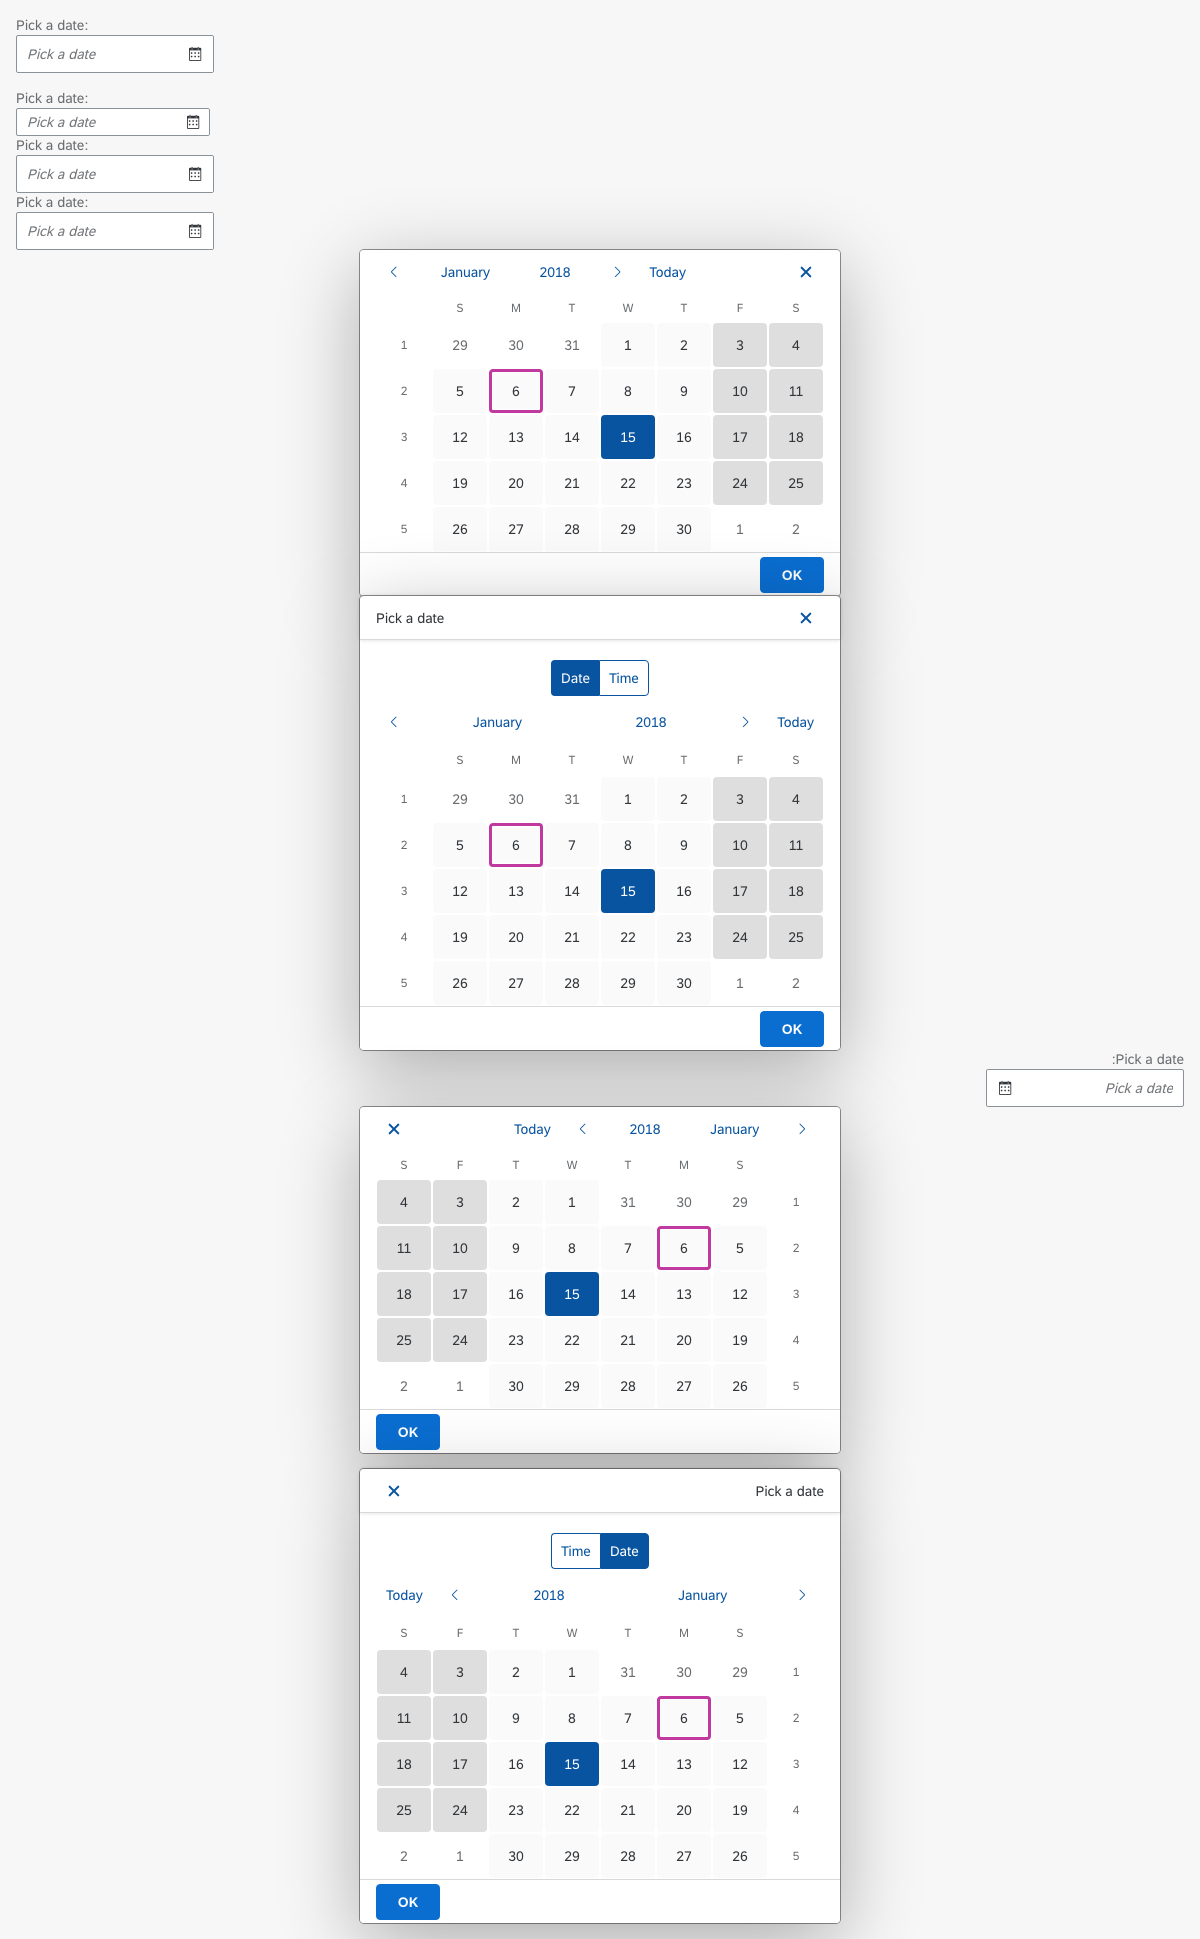 Pick a date:
Pick a date
Pick a date:
Pick a date
Pick a date:
Pick a date
Pick a date:
Pick a date
January 2018 Today
S M T W T F S
1 29 30 31 1 2 3 4
2 5 6 7 8 9 10 11
3 12 13 14 15 16 17 18
4 19 20 21 22 23 24 25
5 26 27 28 29 30 1 2
OK
Pick a date
Date Time
January 2018 Today
S M T W T F S
1 29 30 31 1 2 3 4
2 5 6 7 8 9 10 11
3 12 13 14 15 16 17 18
4 19 20 21 22 23 24 25
5 26 27 28 29 30 1 2
OK
:Pick a date
Pick a date
Today 2018 January
S F T W T M S
4 3 2 1 31 30 29 1
11 10 9 8 7 6 5 2
18 17 16 15 14 13 12 3
25 24 23 22 21 20 19 4
2 1 30 29 28 27 26 5
OK
Pick a date
Time Date
Today 2018 January
S F T W T M S
4 3 2 1 31 30 29 1
11 10 9 8 7 6 5 2
18 17 16 15 14 13 12 3
25 24 23 22 21 20 19 4
2 1 30 29 28 27 26 5
OK